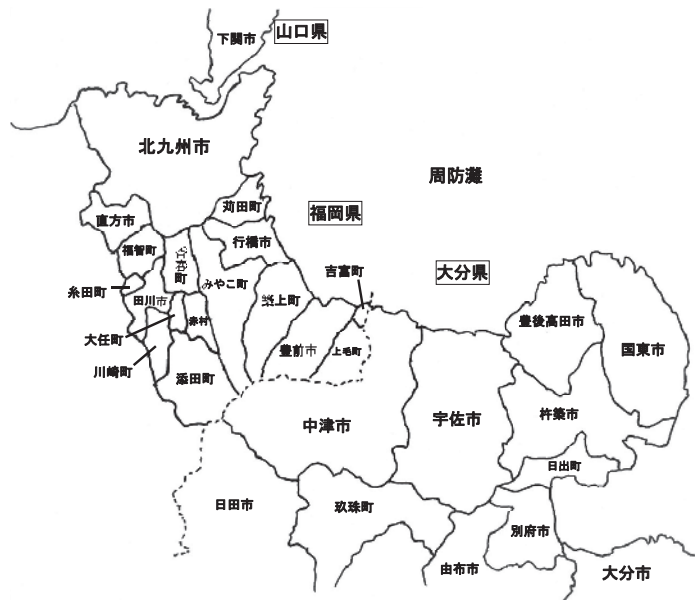 下関市
山口県
北九州市
周防灘
苅田町
直方市
福岡県
行橋市
福智町
香春町
吉富町
大分県
みやこ町
糸田町
田川市
築上町
豊後高田市
大任町
赤村
豊前市
上毛町
国東市
川崎町
添田町
杵築市
中津市
宇佐市
日出町
日田市
玖珠町
別府市
由布市
大分市